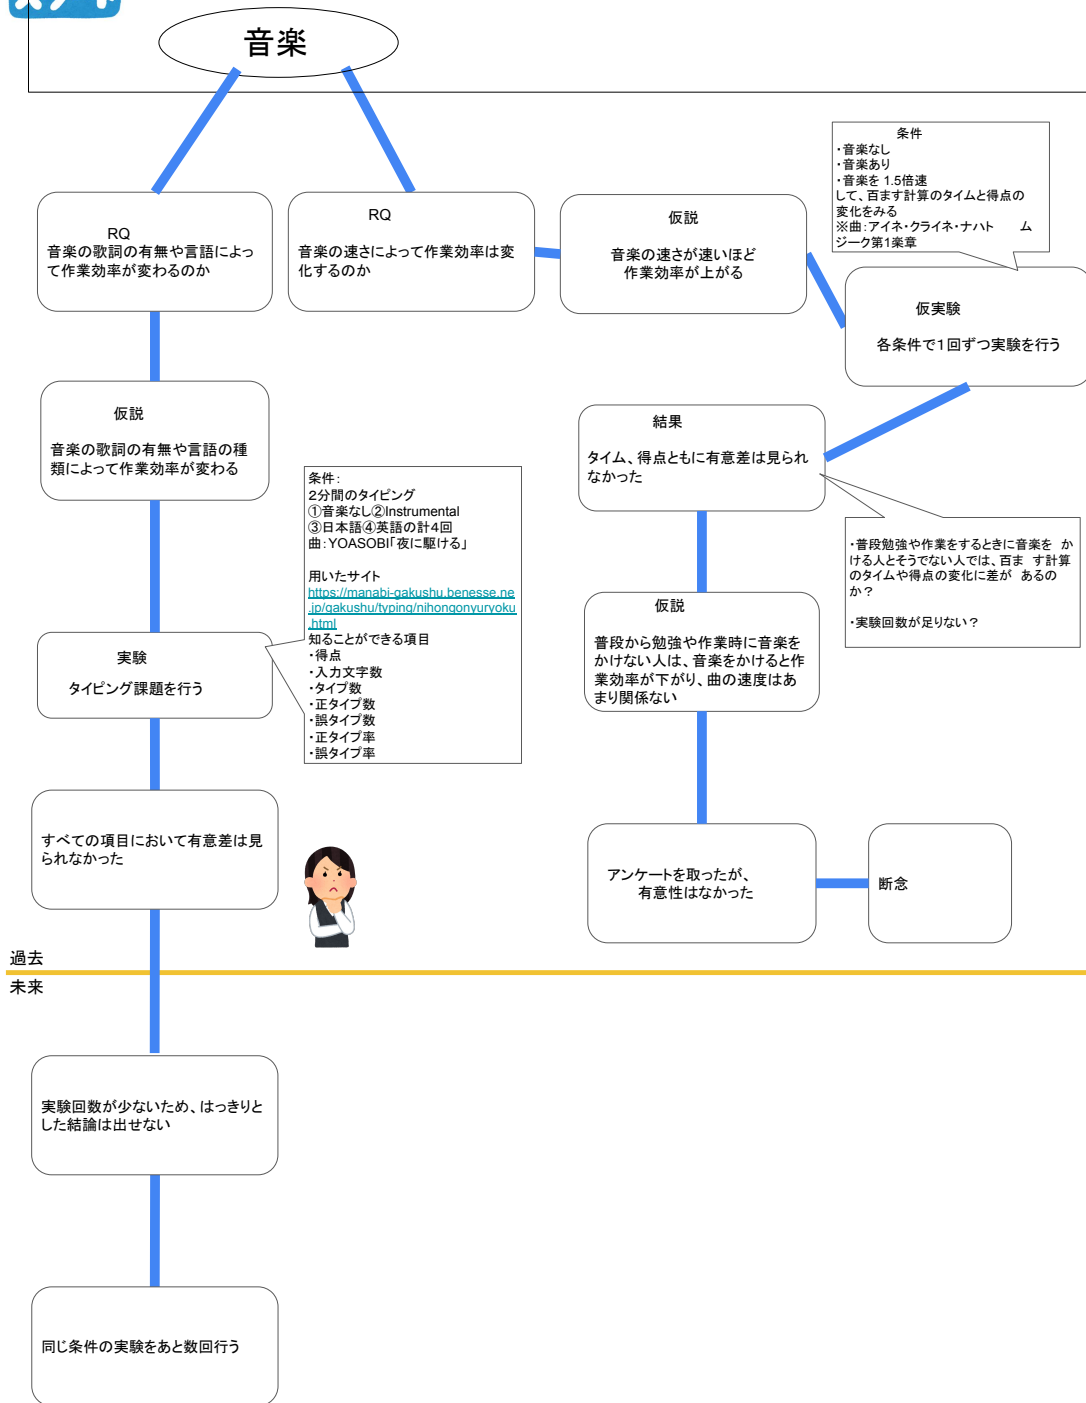 音楽
RQ
音楽の歌詞の有無や言語によっ
て作業効率が変わるのか
RQ
音楽の速さによって作業効率は変
化するのか
仮説
音楽の速さが速いほど
作業効率が上がる
条件
・音楽なし
・音楽あり
・音楽を 1.5倍速
して、百ます計算のタイムと得点の
変化をみる
※曲：アイネ・クライネ・ナハト ム
ジーク第1楽章
仮実験
各条件で１回ずつ実験を行う
結果
タイム、得点ともに有意差は見られ
なかった
・普段勉強や作業をするときに音楽を か
ける人とそうでない人では、百ま す計算
のタイムや得点の変化に差が あるの
か？
・実験回数が足りない？
仮説
普段から勉強や作業時に音楽を
かけない人は、音楽をかけると作
業効率が下がり、曲の速度はあ
まり関係ない
アンケートを取ったが、
有意性はなかった
断念
仮説
音楽の歌詞の有無や言語の種
類によって作業効率が変わる
条件：
２分間のタイピング
①音楽なし②Instrumental
③日本語④英語の計４回
曲：YOASOBI「夜に駆ける」
用いたサイト
https://manabi-gakushu.benesse.ne
.jp/gakushu/typing/nihongonyuryoku
.html
知ることができる項目
・得点
・入力文字数
・タイプ数
・正タイプ数
・誤タイプ数
・正タイプ率
・誤タイプ率
実験
タイピング課題を行う
すべての項目において有意差は見
られなかった
過去
未来
実験回数が少ないため、はっきりと
した結論は出せない
同じ条件の実験をあと数回行う